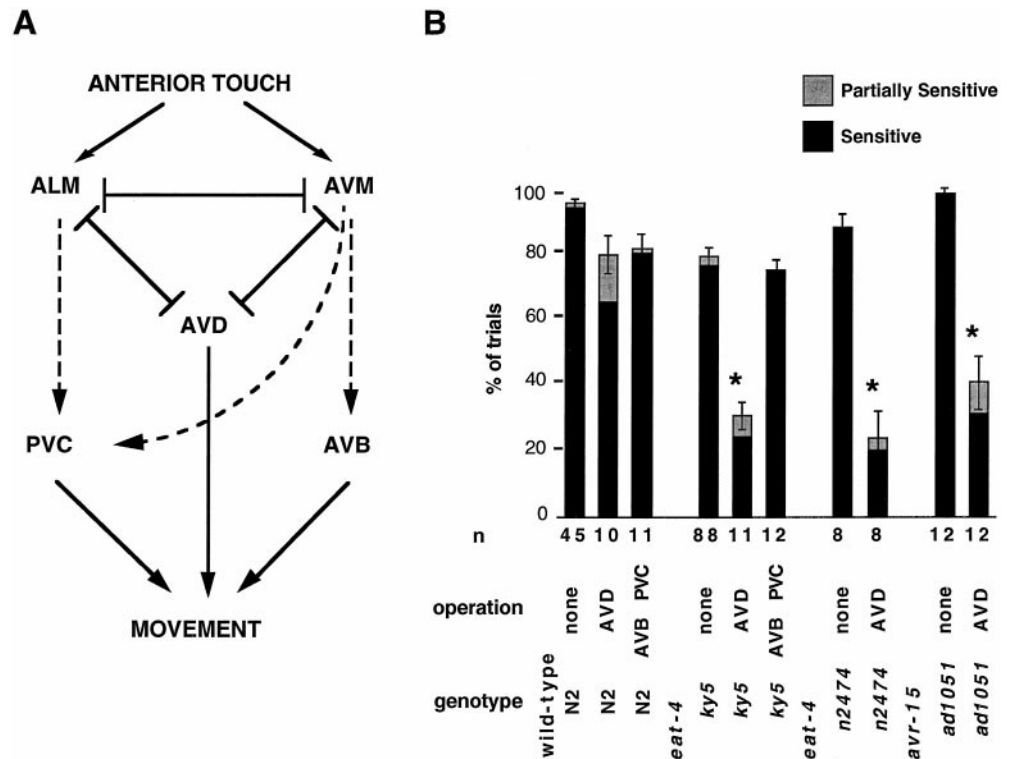 A
B
ANTERIOR TOUCH
ALM
AVM
AVD
PVC
AVB
MOVEMENT
Partially Sensitive
Sensitive
% of trials
100
80
60
40
20
0
*
*
*
*
n 45 10 11 88 11 12 8 8 12 12
operation none AVD AVB PVC none AVD AVB PVC none AVD none AVD
genotype wild-type N2 N2 N2 eat-4 ky5 ky5 ky5 eat-4 n2474 n2474 avr-15 ad1051 ad1051